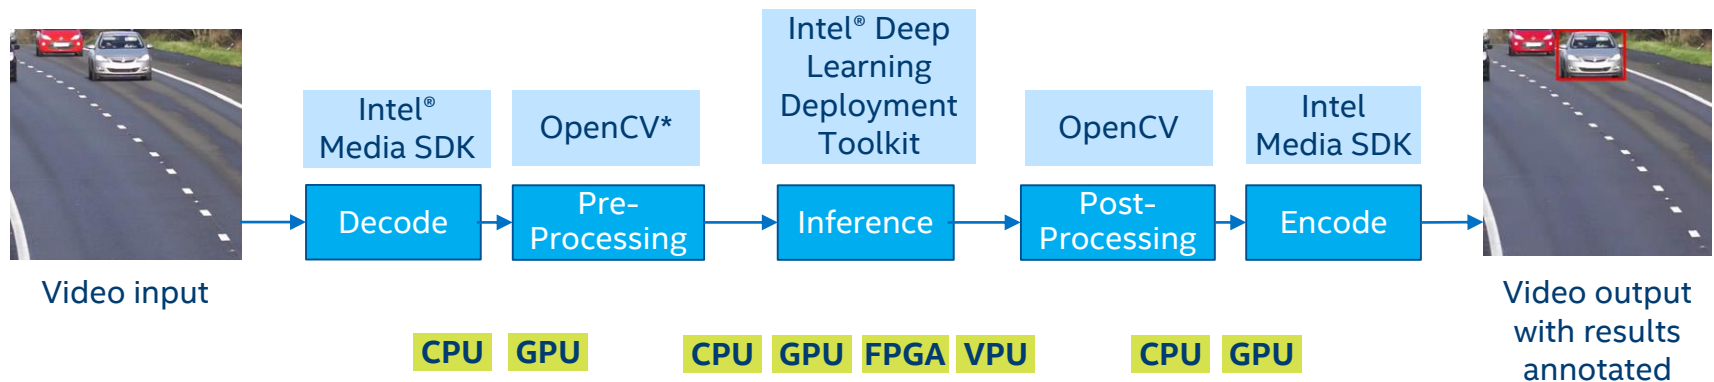 Intel®
Media SDK
OpenCV*
Intel® Deep
Learning
Deployment
Toolkit
OpenCV
Intel
Media SDK
Decode
Pre-
Processing
Inference
Post-
Processing
Encode
Video input
Video output
with results
annotated
CPU GPU
CPU GPU FPGA VPU
CPU GPU